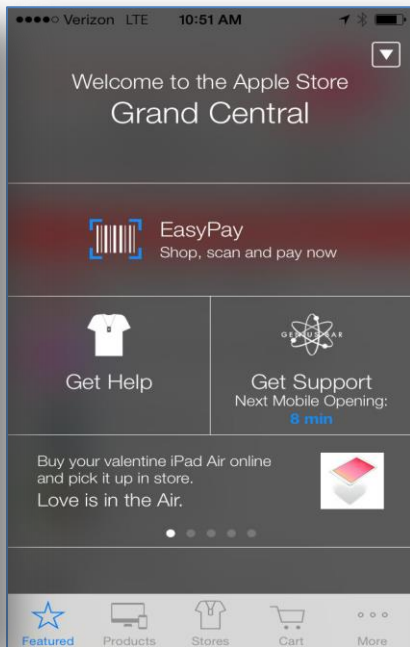 Verizon LTE 10:51 AM
Welcome to the Apple Store
Grand Central
EasyPay
Shop, scan and pay now
GENIUS BAR
Get Help
Get Support
Next Mobile Opening:
8 min
Buy your valentine iPad Air online
and pick it up in store.
Love is in the Air.
Featured Products Stores Cart More